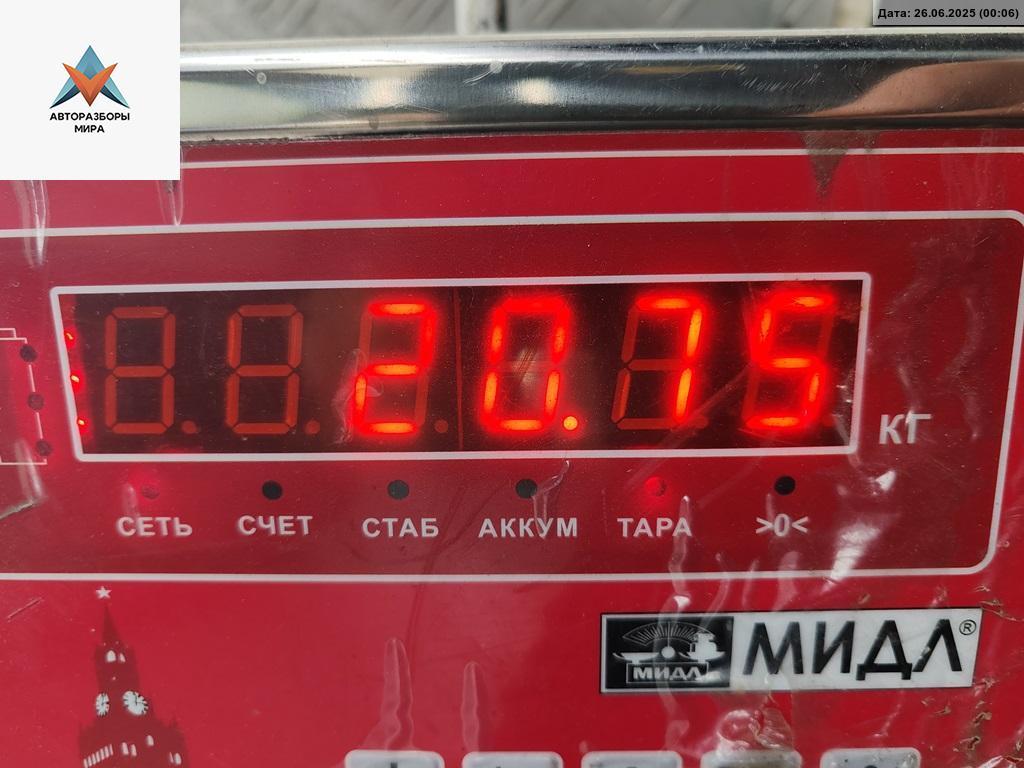 Дата: 26.06.2025 (00:06)
АВТОРАЗБОРЫ
МИРА
20.75
КГ
СЕТЬ СЧЕТ СТАБ АККУМ ТАРА >0<
МИДЛ МИДЛ®